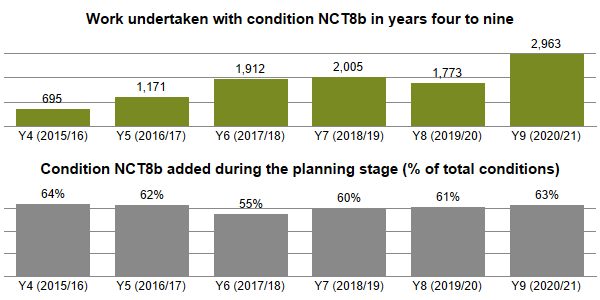 Work undertaken with condition NCT8b in years four to nine
695
1,171
1,912
2,005
1,773
2,963
Y4 (2015/16)
Y5 (2016/17)
Y6 (2017/18)
Y7 (2018/19)
Y8 (2019/20)
Y9 (2020/21)
Condition NCT8b added during the planning stage (% of total conditions)
64%
62%
55%
60%
61%
63%
Y4 (2015/16)
Y5 (2016/17)
Y6 (2017/18)
Y7 (2018/19)
Y8 (2019/20)
Y9 (2020/21)